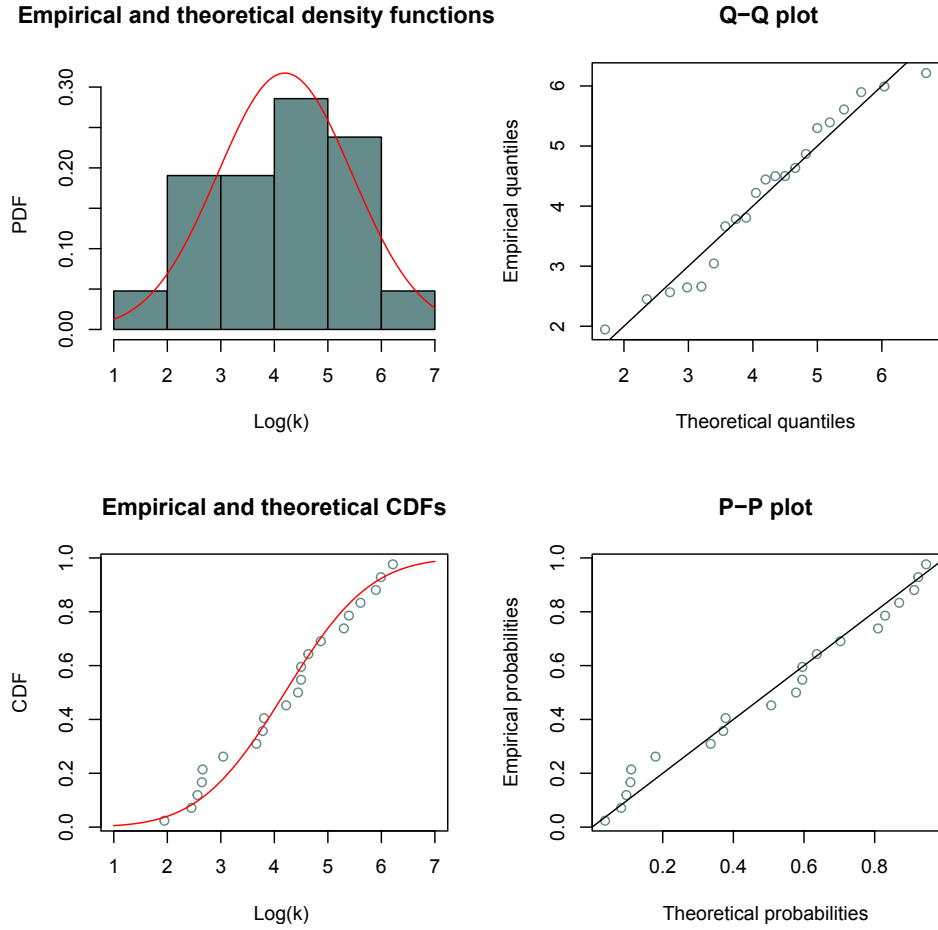 Empirical and theoretical density functions
PDF
0.00
0.10
0.20
0.30
1 2 3 4 5 6 7
Log(k)
Q−Q plot
Empirical quantiles
2
3
4
5
6
2 3 4 5 6
Theoretical quantiles
Empirical and theoretical CDFs
CDF
0.0
0.2
0.4
0.6
0.8
1.0
1 2 3 4 5 6 7
Log(k)
P−P plot
Empirical probabilities
0.0
0.2
0.4
0.6
0.8
1.0
0.2 0.4 0.6 0.8
Theoretical probabilities